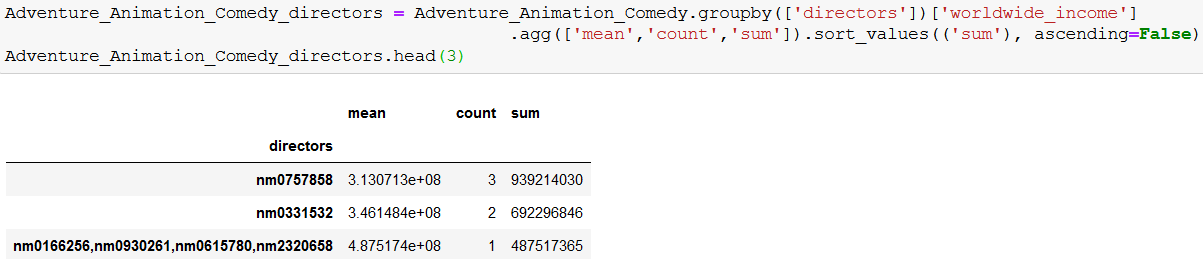 Adventure_Animation_Comedy_directors = Adventure_Animation_Comedy.groupby(['directors'])['worldwide_income']
.agg(['mean','count','sum']).sort_values(('sum'), ascending=False)
Adventure_Animation_Comedy_directors.head(3)
mean count sum
directors
nm0757858 3.130713e+08 3 939214030
nm0331532 3.461484e+08 2 692296846
nm0166256,nm0930261,nm0615780,nm2320658 4.875174e+08 1 487517365